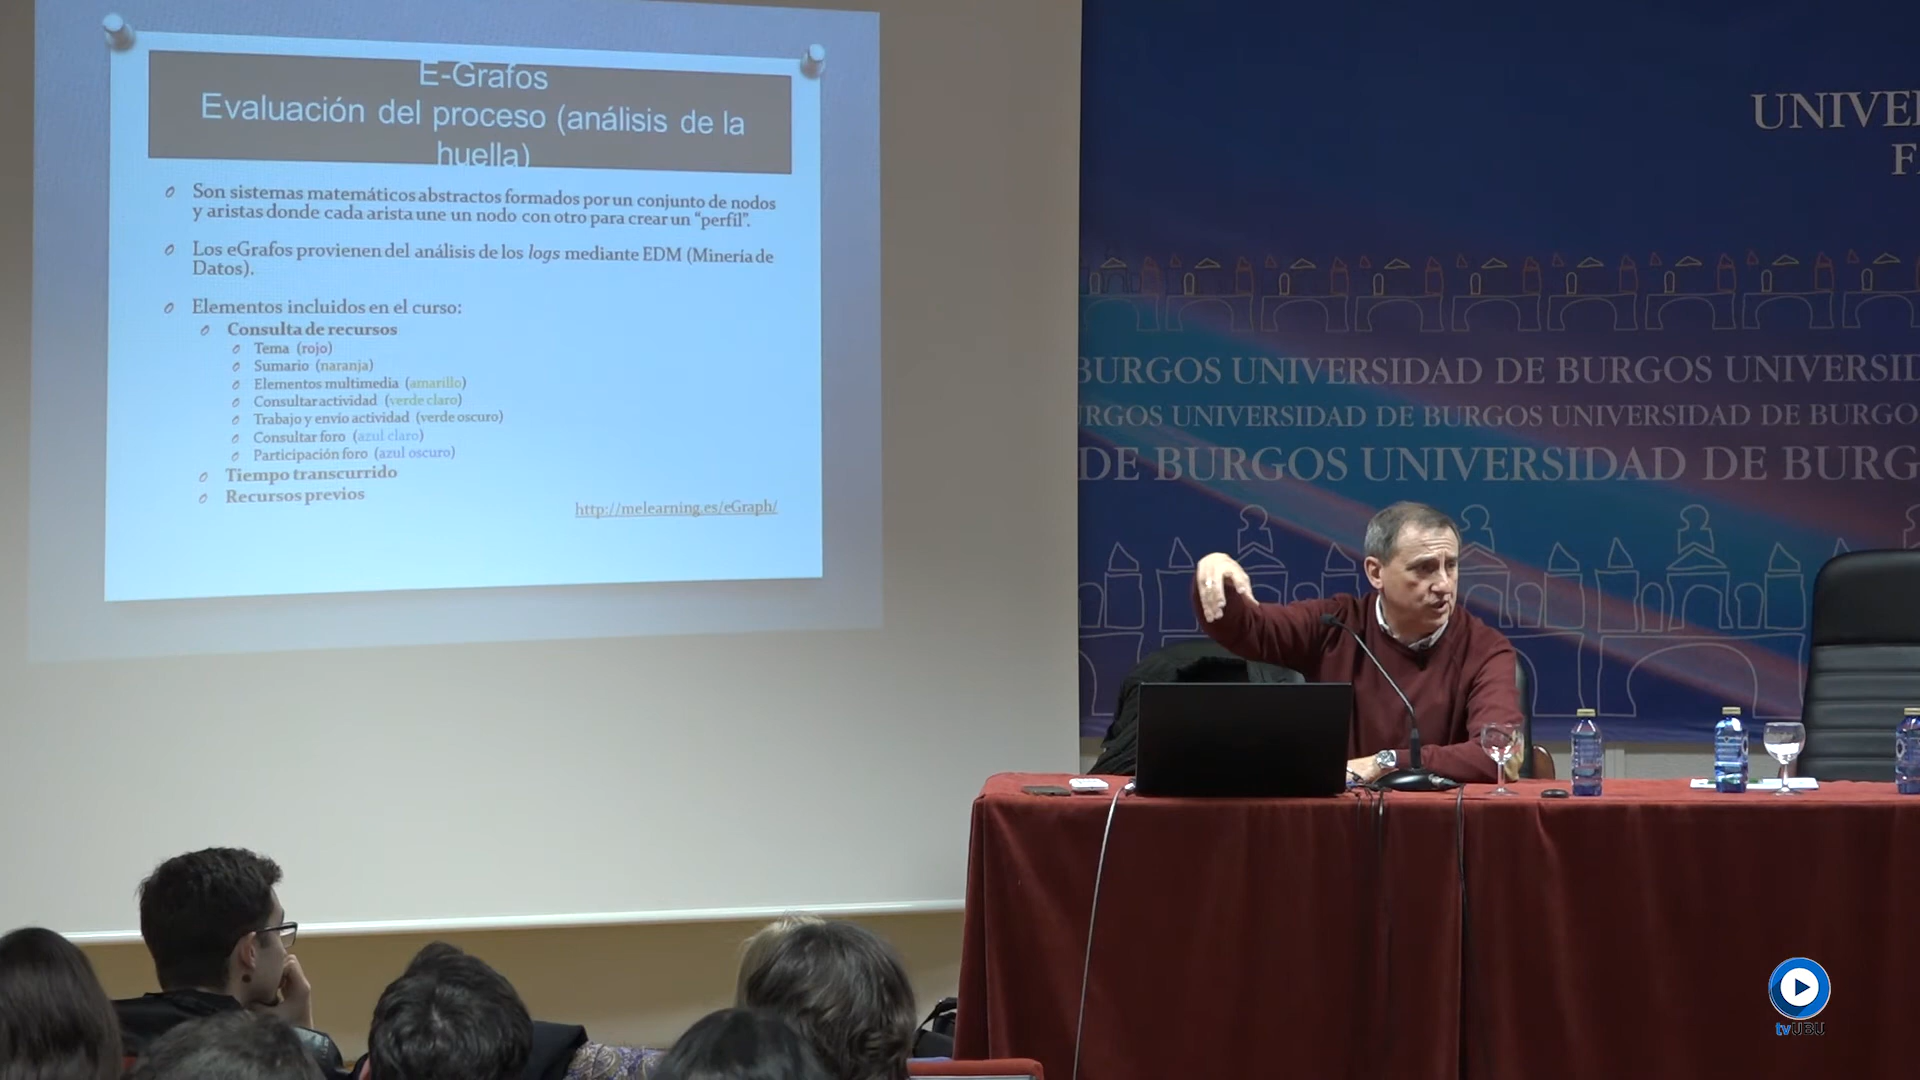 E-Grafos
Evaluación del proceso (análisis de la
huella)
Son sistemas matemáticos abstractos formados por un conjunto de nodos
y aristas donde cada arista une un nodo con otro para crear un “perfil”.
Los eGrafos provienen del análisis de los logs mediante EDM (Minería de
Datos).
Elementos incluidos en el curso:
Consulta de recursos
Tema (rojo)
Sumario (naranja)
Elementos multimedia (amarillo)
Consultar actividad (verde claro)
Trabajo y envío actividad (verde oscuro)
Consultar foro (azul claro)
Participación foro (azul oscuro)
Tiempo transcurrido
Recursos previos
http://melearning.es/eGraph/
UNIVE
F
BURGOS UNIVERSIDAD DE BURGOS UNIVERSID
URGOS UNIVERSIDAD DE BURGOS UNIVERSIDAD DE BURGO
DE BURGOS UNIVERSIDAD DE BURG
tvUBU